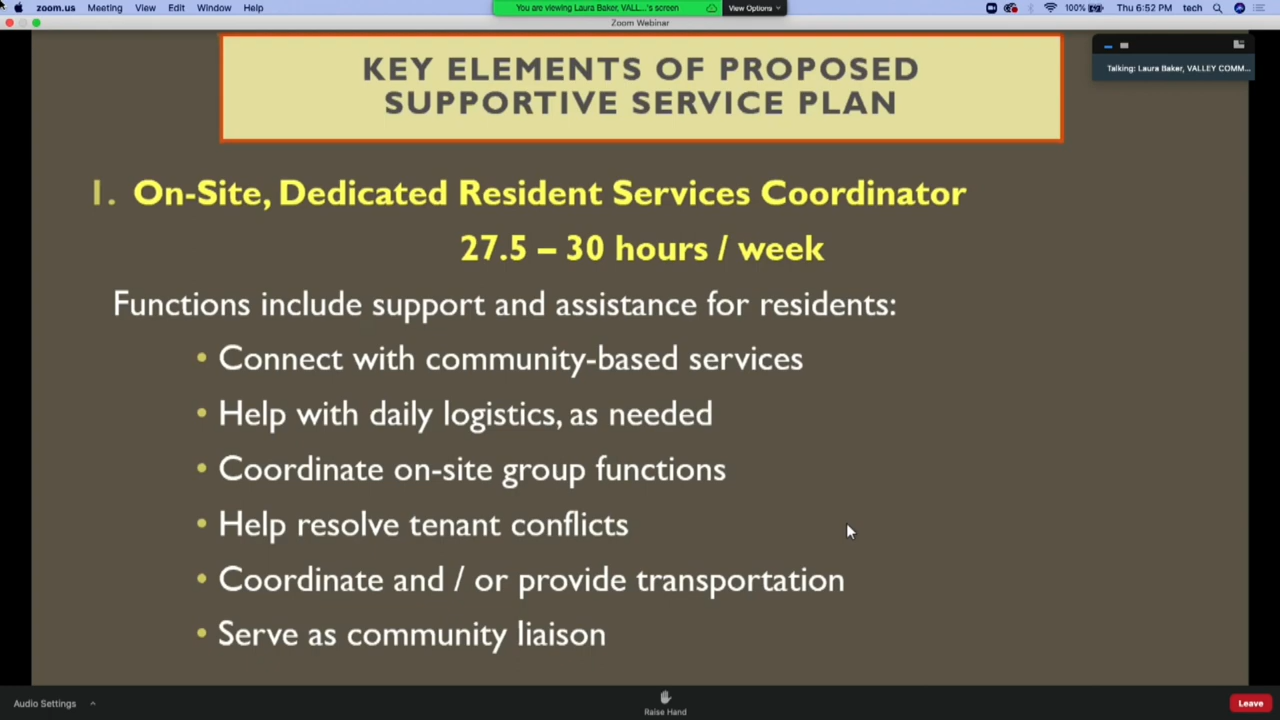 zoom.us Meeting View Edit Window Help
You are viewing Laura Baker, VALL...'s screen View Options
100% Thu 6:52 PM tech
Zoom Webinar
Talking: Laura Baker, VALLEY COMM...
KEY ELEMENTS OF PROPOSED
SUPPORTIVE SERVICE PLAN
1. On-Site, Dedicated Resident Services Coordinator
27.5 – 30 hours / week
Functions include support and assistance for residents:
• Connect with community-based services
• Help with daily logistics, as needed
• Coordinate on-site group functions
• Help resolve tenant conflicts
• Coordinate and / or provide transportation
• Serve as community liaison
Audio Settings
Raise Hand
Leave